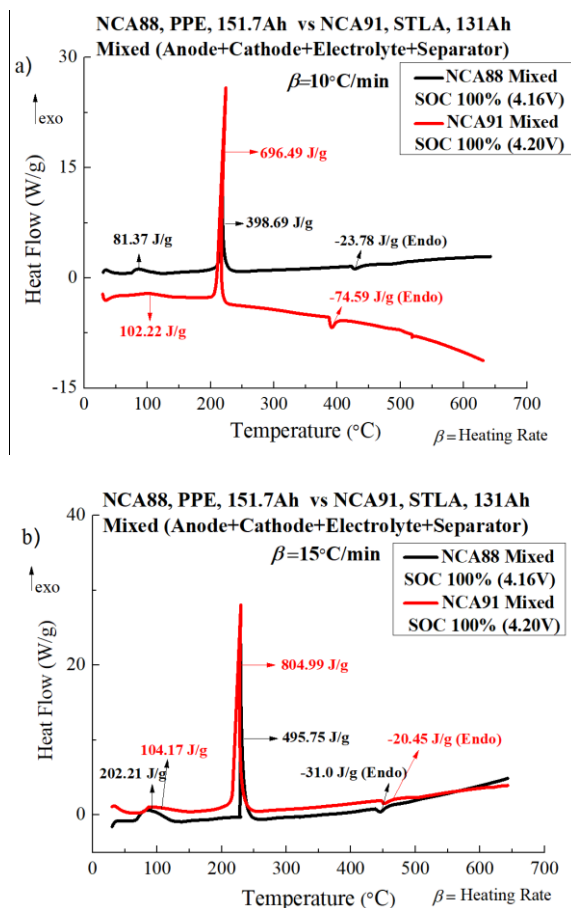 NCA88, PPE, 151.7Ah vs NCA91, STLA, 131Ah
Mixed (Anode+Cathode+Electrolyte+Separator)
a)
β=10°C/min
NCA88 Mixed
SOC 100% (4.16V)
NCA91 Mixed
SOC 100% (4.20V)
exo
Heat Flow (W/g)
30
15
0
-15
696.49 J/g
398.69 J/g
81.37 J/g
-23.78 J/g (Endo)
102.22 J/g
-74.59 J/g (Endo)
0 100 200 300 400 500 600 700
Temperature (°C)
β = Heating Rate
NCA88, PPE, 151.7Ah vs NCA91, STLA, 131Ah
Mixed (Anode+Cathode+Electrolyte+Separator)
b)
β=15°C/min
NCA88 Mixed
SOC 100% (4.16V)
NCA91 Mixed
SOC 100% (4.20V)
exo
Heat Flow (W/g)
40
20
0
804.99 J/g
495.75 J/g
104.17 J/g
202.21 J/g
-31.0 J/g (Endo)
-20.45 J/g (Endo)
0 100 200 300 400 500 600 700
Temperature (°C)
β = Heating Rate